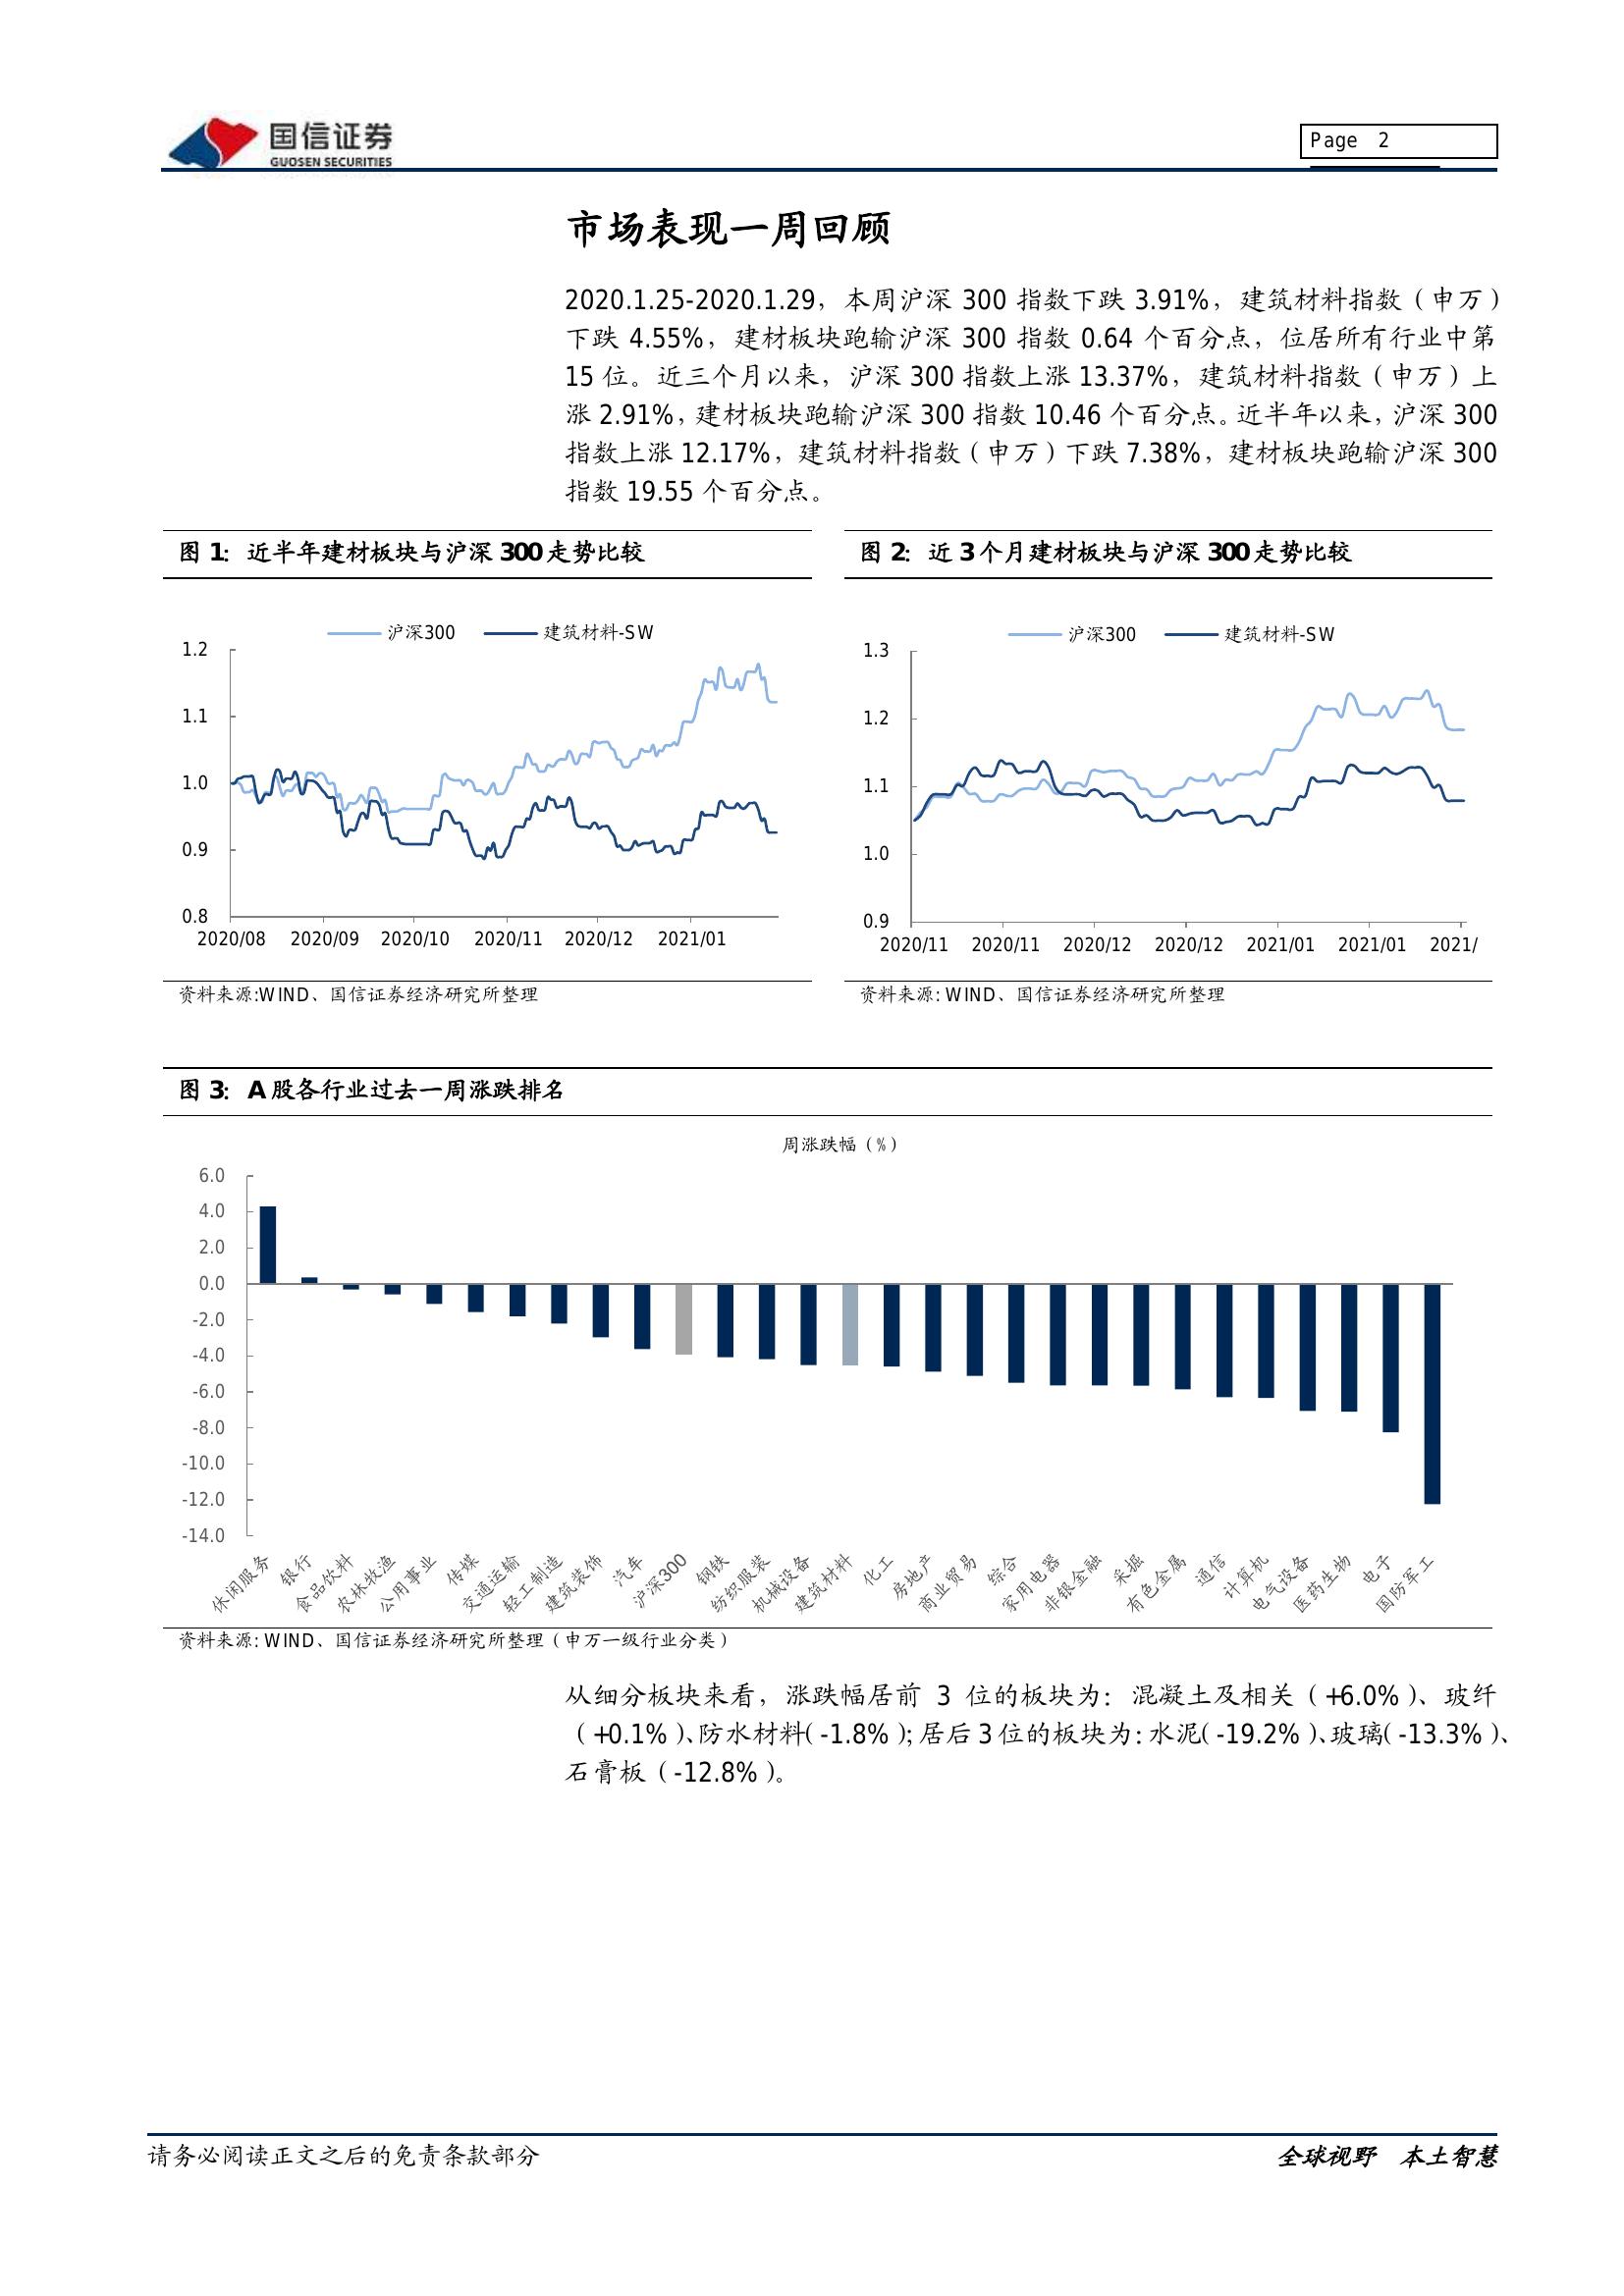 国信证券
GUOSEN SECURITIES
Page 2
市场表现一周回顾
2020.1.25-2020.1.29，本周沪深 300 指数下跌 3.91%，建筑材料指数（申万）
下跌 4.55%，建材板块跑输沪深 300 指数 0.64 个百分点，位居所有行业中第
15 位。近三个月以来，沪深 300 指数上涨 13.37%，建筑材料指数（申万）上
涨 2.91%，建材板块跑输沪深 300 指数 10.46 个百分点。近半年以来，沪深 300
指数上涨 12.17%，建筑材料指数（申万）下跌 7.38%，建材板块跑输沪深 300
指数 19.55 个百分点。
图 1：近半年建材板块与沪深 300 走势比较
沪深300 建筑材料-SW
1.2
1.1
1.0
0.9
0.8
2020/08 2020/09 2020/10 2020/11 2020/12 2021/01
资料来源:WIND、国信证券经济研究所整理
图 2：近 3 个月建材板块与沪深 300 走势比较
沪深300 建筑材料-SW
1.3
1.2
1.1
1.0
0.9
2020/11 2020/11 2020/12 2020/12 2021/01 2021/01 2021/
资料来源: WIND、国信证券经济研究所整理
图 3：A 股各行业过去一周涨跌排名
周涨跌幅（%）
6.0
4.0
2.0
0.0
-2.0
-4.0
-6.0
-8.0
-10.0
-12.0
-14.0
休闲服务 银行 食品饮料 农林牧渔 公用事业 传媒 交通运输 轻工制造 建筑装饰 汽车 沪深300 钢铁 纺织服装 机械设备 建筑材料 化工 房地产 商业贸易 综合 家用电器 非银金融 采掘 有色金属 通信 计算机 电气设备 医药生物 电子 国防军工
资料来源: WIND、国信证券经济研究所整理（申万一级行业分类）
从细分板块来看，涨跌幅居前 3 位的板块为：混凝土及相关（+6.0%）、玻纤
（+0.1%）、防水材料（-1.8%）；居后 3 位的板块为：水泥（-19.2%）、玻璃（-13.3%）、
石膏板（-12.8%）。
请务必阅读正文之后的免责条款部分
全球视野 本土智慧